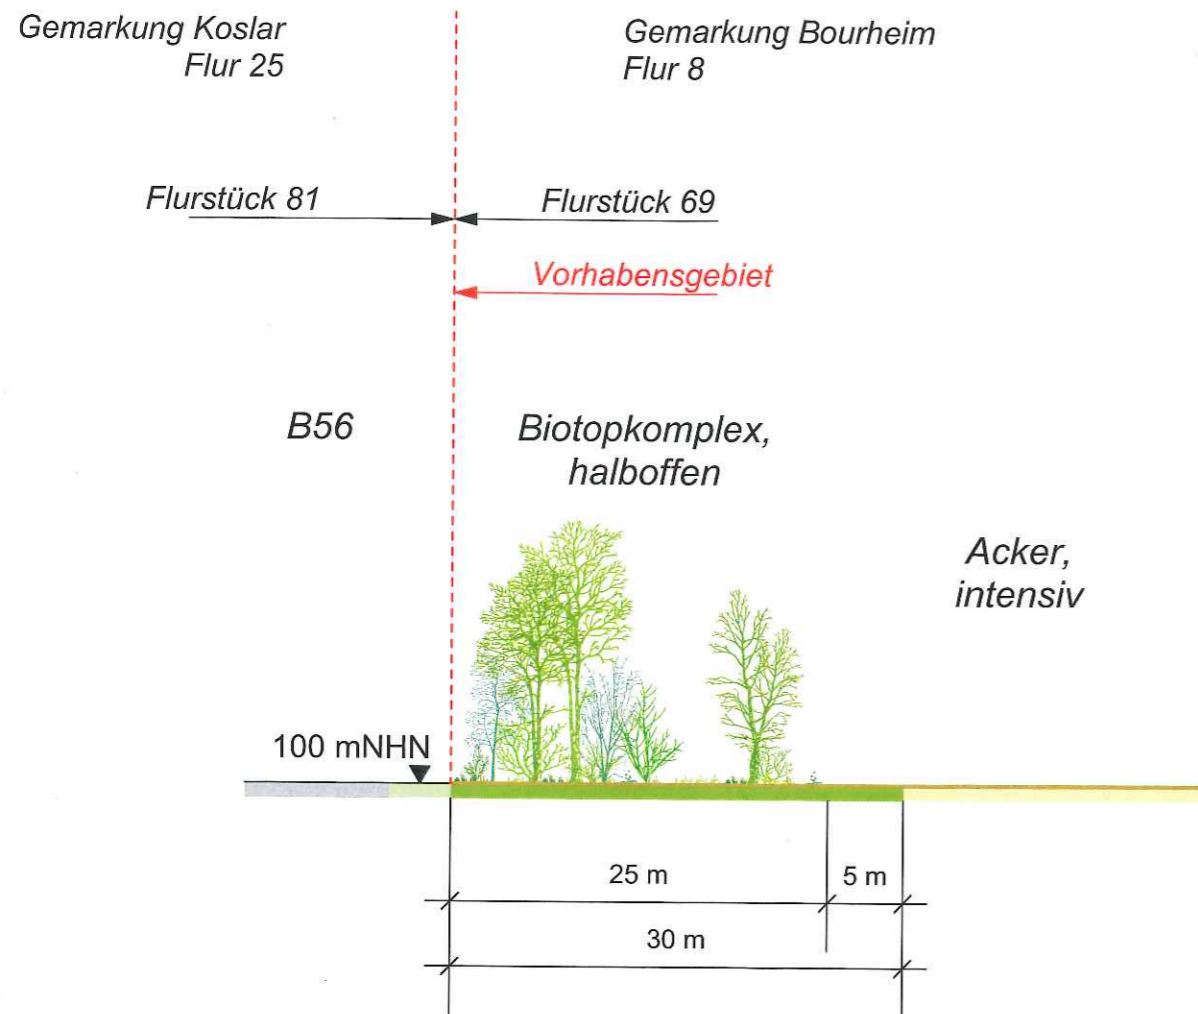 Gemarkung Koslar
Flur 25
Gemarkung Bourheim
Flur 8
Flurstück 81
Flurstück 69
Vorhabensgebiet
B56
Biotopkomplex,
halboffen
Acker,
intensiv
100 mNHN
25 m
5 m
30 m